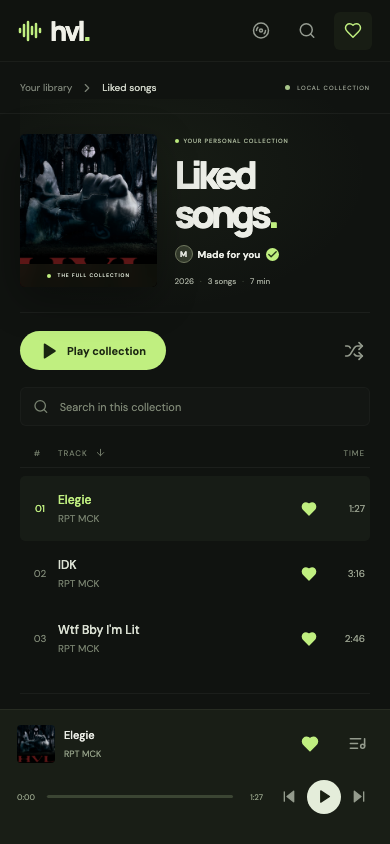 hvl.
Your library
Liked songs
LOCAL COLLECTION
YOUR PERSONAL COLLECTION
Liked
songs.
THE FULL COLLECTION
M
Made for you
2026 · 3 songs · 7 min
Play collection
Search in this collection
# TRACK ↓ TIME
01 Elegie 1:27
RPT MCK
02 IDK 3:16
RPT MCK
03 Wtf Bby I'm Lit 2:46
RPT MCK
Elegie
RPT MCK
0:00 1:27